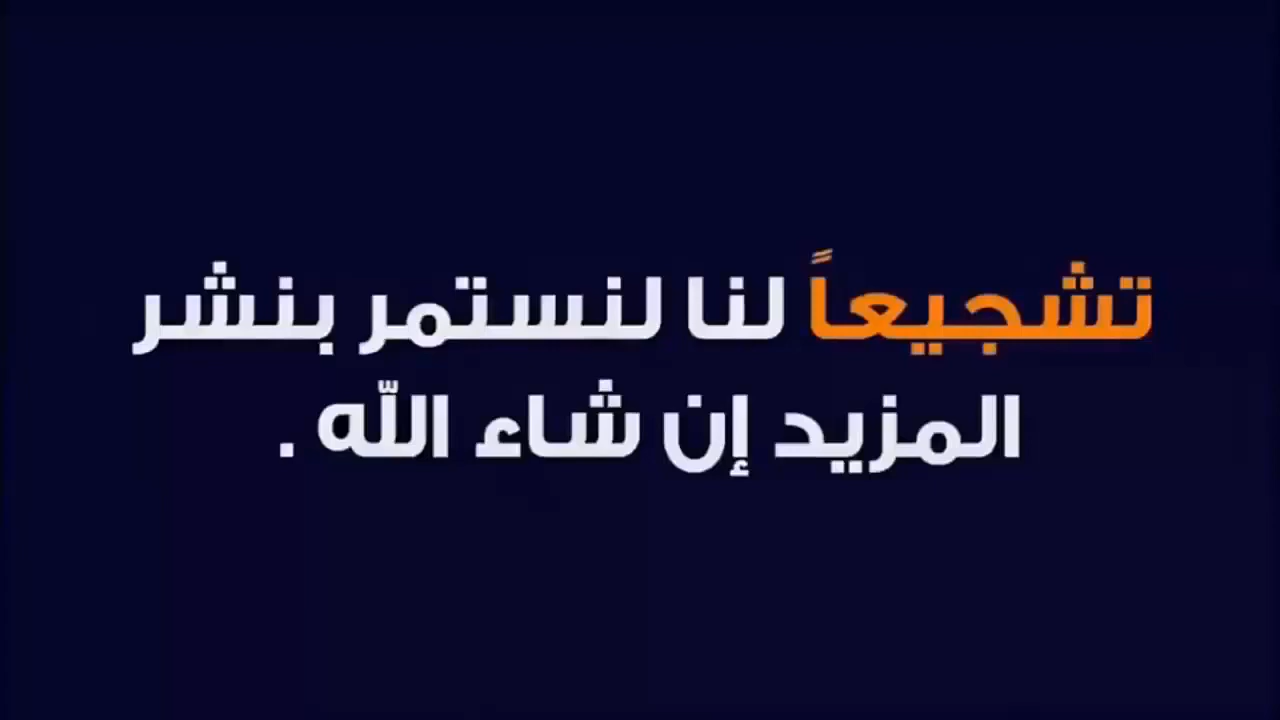 تشجيعاً لنا لنستمر بنشر
المزيد إن شاء اللّه .